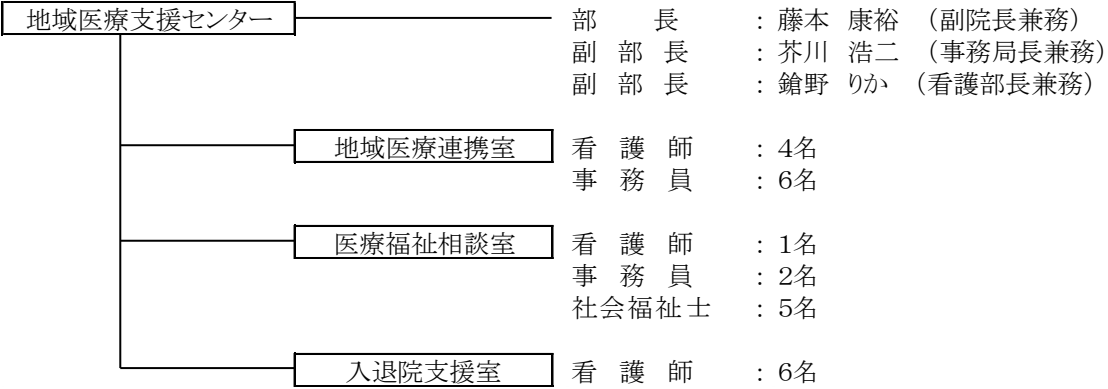 地域医療支援センター 部長 : 藤本 康裕 (副院長兼務)
副部長 : 芥川 浩二 (事務局長兼務)
副部長 : 鎗野 りか (看護部長兼務)
地域医療連携室 看護師 : 4名
事務員 : 6名
医療福祉相談室 看護師 : 1名
事務員 : 2名
社会福祉士 : 5名
入退院支援室 看護師 : 6名